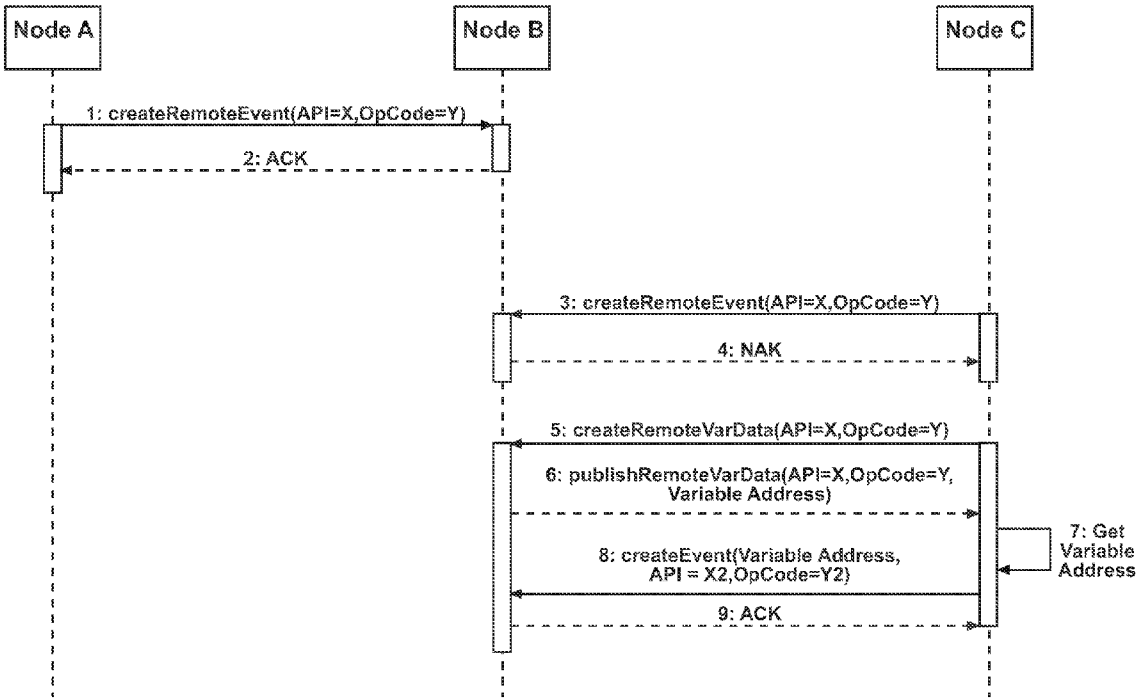 Node A
Node B
Node C
1: createRemoteEvent(API=X,OpCode=Y)
2: ACK
3: createRemoteEvent(API=X,OpCode=Y)
4: NAK
5: createRemoteVarData(API=X,OpCode=Y)
6: publishRemoteVarData(API=X,OpCode=Y,
Variable Address)
7: Get
Variable
Address
8: createEvent(Variable Address,
API = X2,OpCode=Y2)
9: ACK